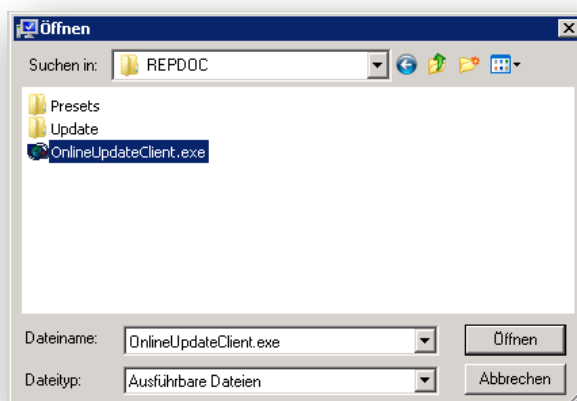 Öffnen
Suchen in: REPDOC
Presets
Update
OnlineUpdateClient.exe
Dateiname: OnlineUpdateClient.exe Öffnen
Dateityp: Ausführbare Dateien Abbrechen